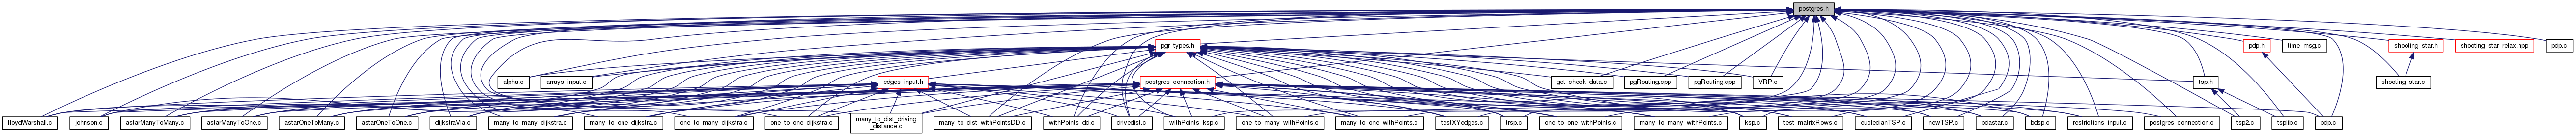 postgres.h
pgr_types.h
pdp.h
time_msg.c
shooting_star.h
shooting_star_relax.hpp
pdp.c
alpha.c
arrays_input.c
edges_input.h
postgres_connection.h
get_check_data.c
pgRouting.cpp
pgRouting.cpp
VRP.c
tsp.h
shooting_star.c
floydWarshall.c
johnson.c
astarManyToMany.c
astarManyToOne.c
astarOneToMany.c
astarOneToOne.c
dijkstraVia.c
many_to_many_dijkstra.c
many_to_one_dijkstra.c
one_to_many_dijkstra.c
one_to_one_dijkstra.c
many_to_dist_driving
_distance.c
many_to_dist_withPointsDD.c
withPoints_dd.c
drivedist.c
withPoints_ksp.c
one_to_many_withPoints.c
many_to_one_withPoints.c
testXYedges.c
trsp.c
one_to_one_withPoints.c
many_to_many_withPoints.c
ksp.c
test_matrixRows.c
eucledianTSP.c
newTSP.c
bdastar.c
bdsp.c
restrictions_input.c
postgres_connection.c
tsp2.c
tsplib.c
pdp.c